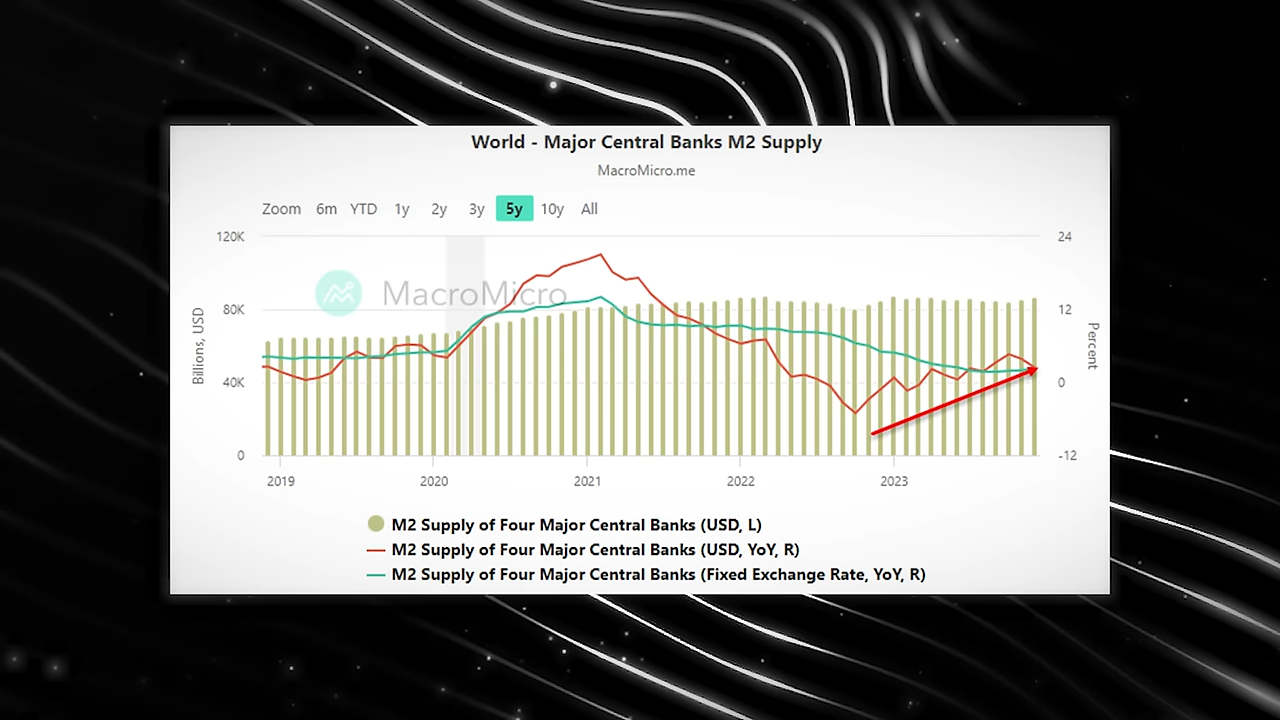 World - Major Central Banks M2 Supply
MacroMicro.me
Zoom 6m YTD 1y 2y 3y 5y 10y All
120K 24
MacroMicro
80K 12
Billions, USD
Percent
40K 0
0 -12
2019 2020 2021 2022 2023
M2 Supply of Four Major Central Banks (USD, L)
M2 Supply of Four Major Central Banks (USD, YoY, R)
M2 Supply of Four Major Central Banks (Fixed Exchange Rate, YoY, R)